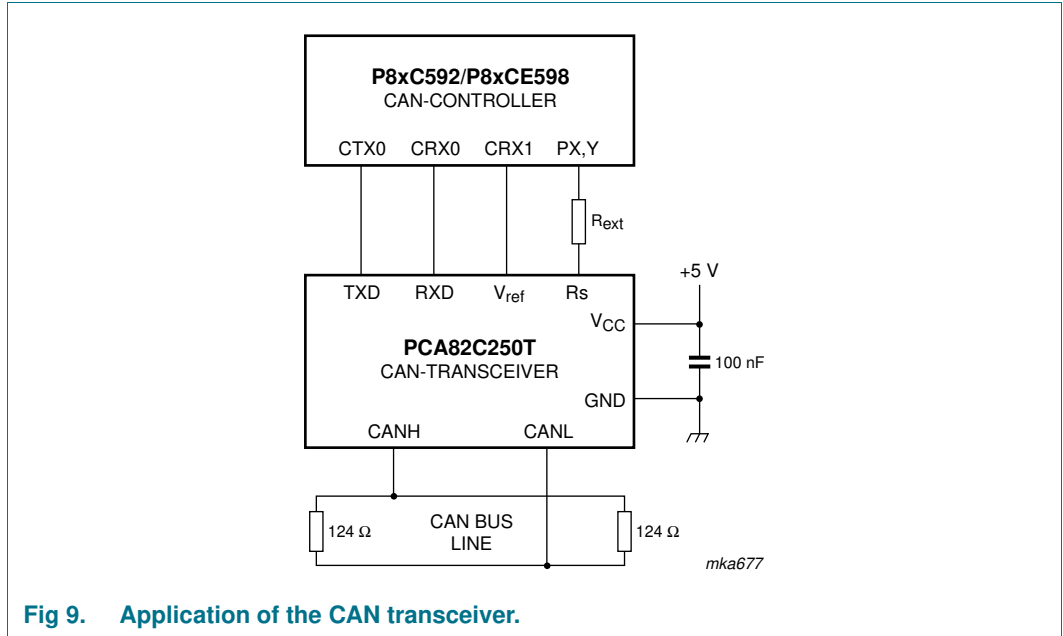 P8xC592/P8xCE598
CAN-CONTROLLER
CTX0 CRX0 CRX1 PX,Y
Rext
+5 V
TXD RXD Vref Rs
VCC
PCA82C250T
CAN-TRANSCEIVER
100 nF
GND
CANH CANL
124 Ω CAN BUS LINE 124 Ω
mka677
Fig 9. Application of the CAN transceiver.